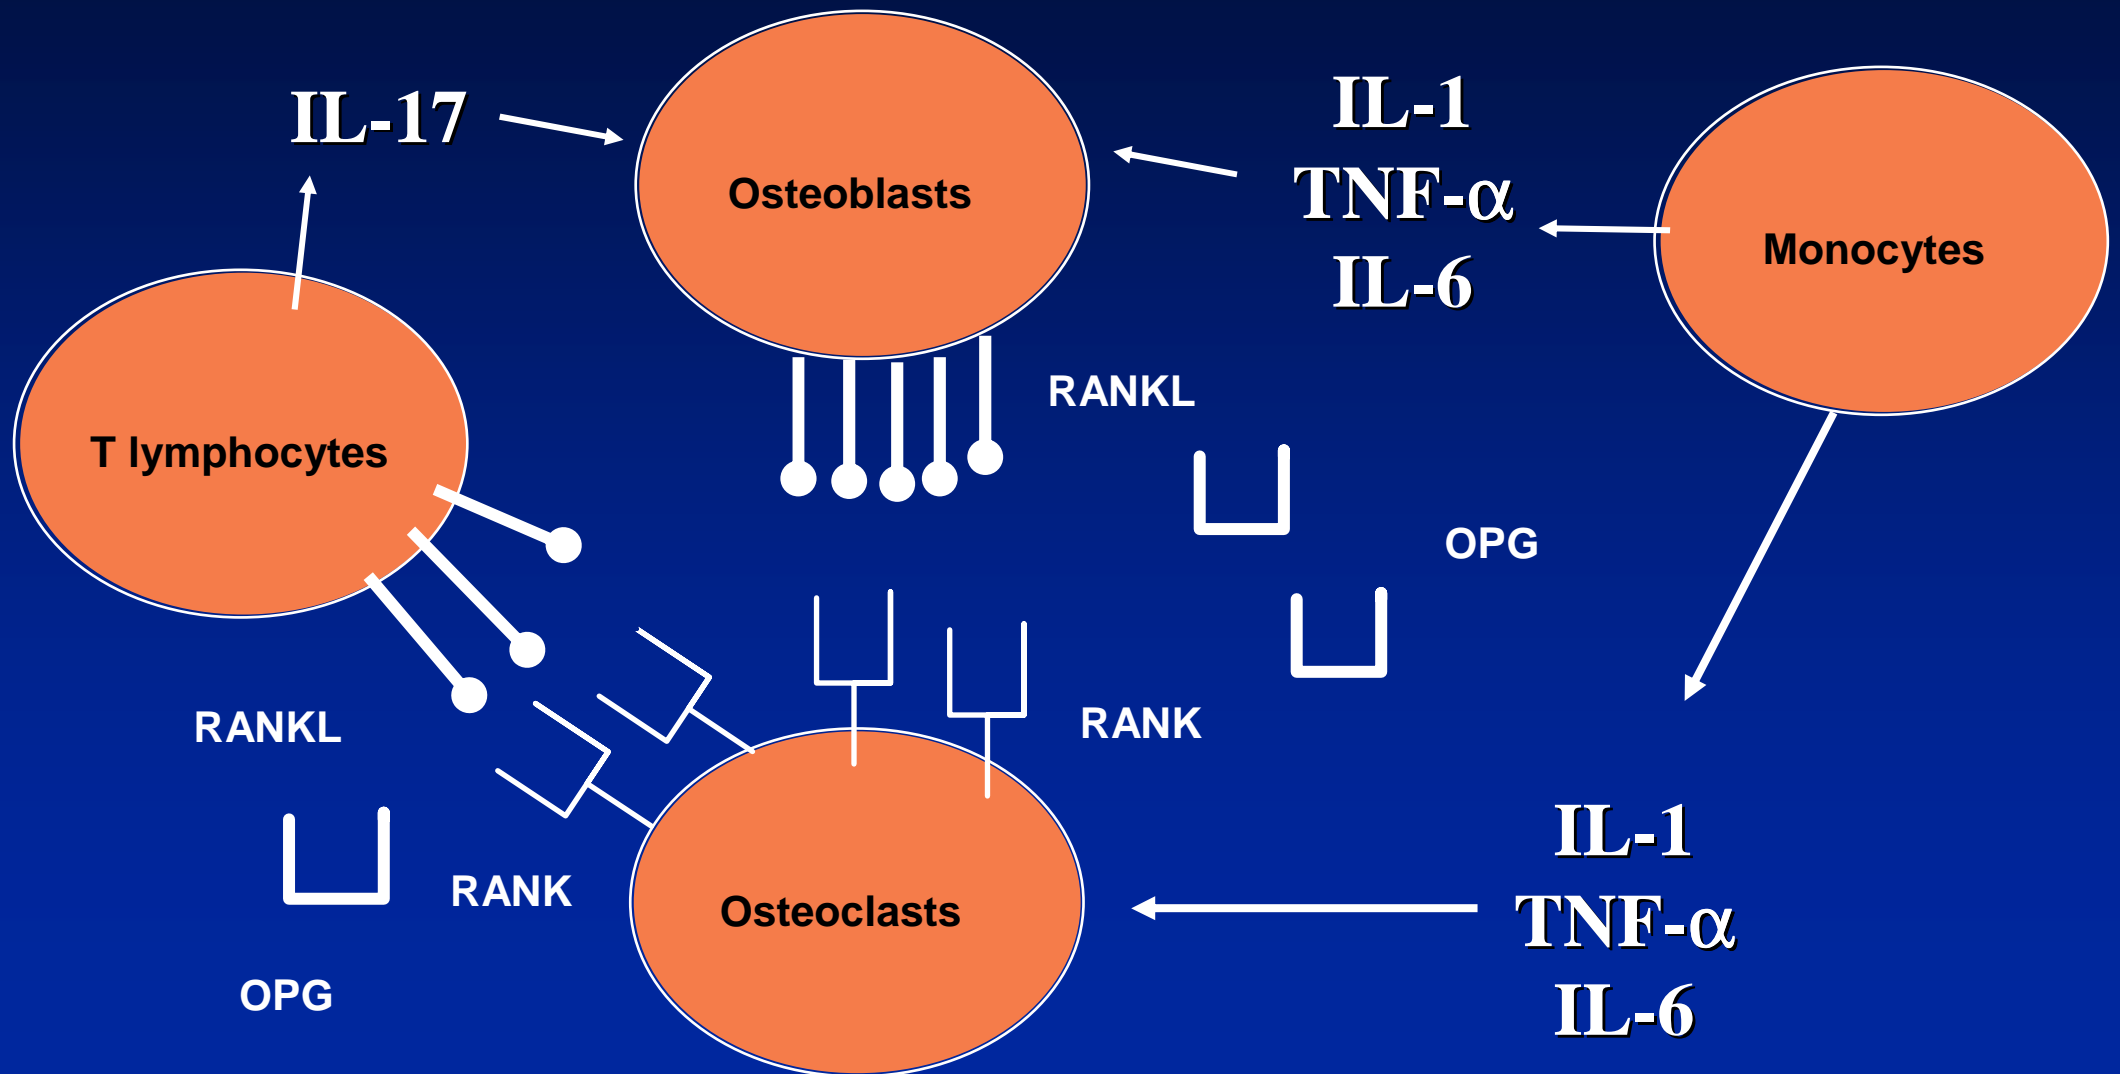 IL-17
Osteoblasts
IL-1
TNF-α
IL-6
Monocytes
T lymphocytes
RANKL
OPG
RANKL
RANK
RANK
OPG
Osteoclasts
IL-1
TNF-α
IL-6